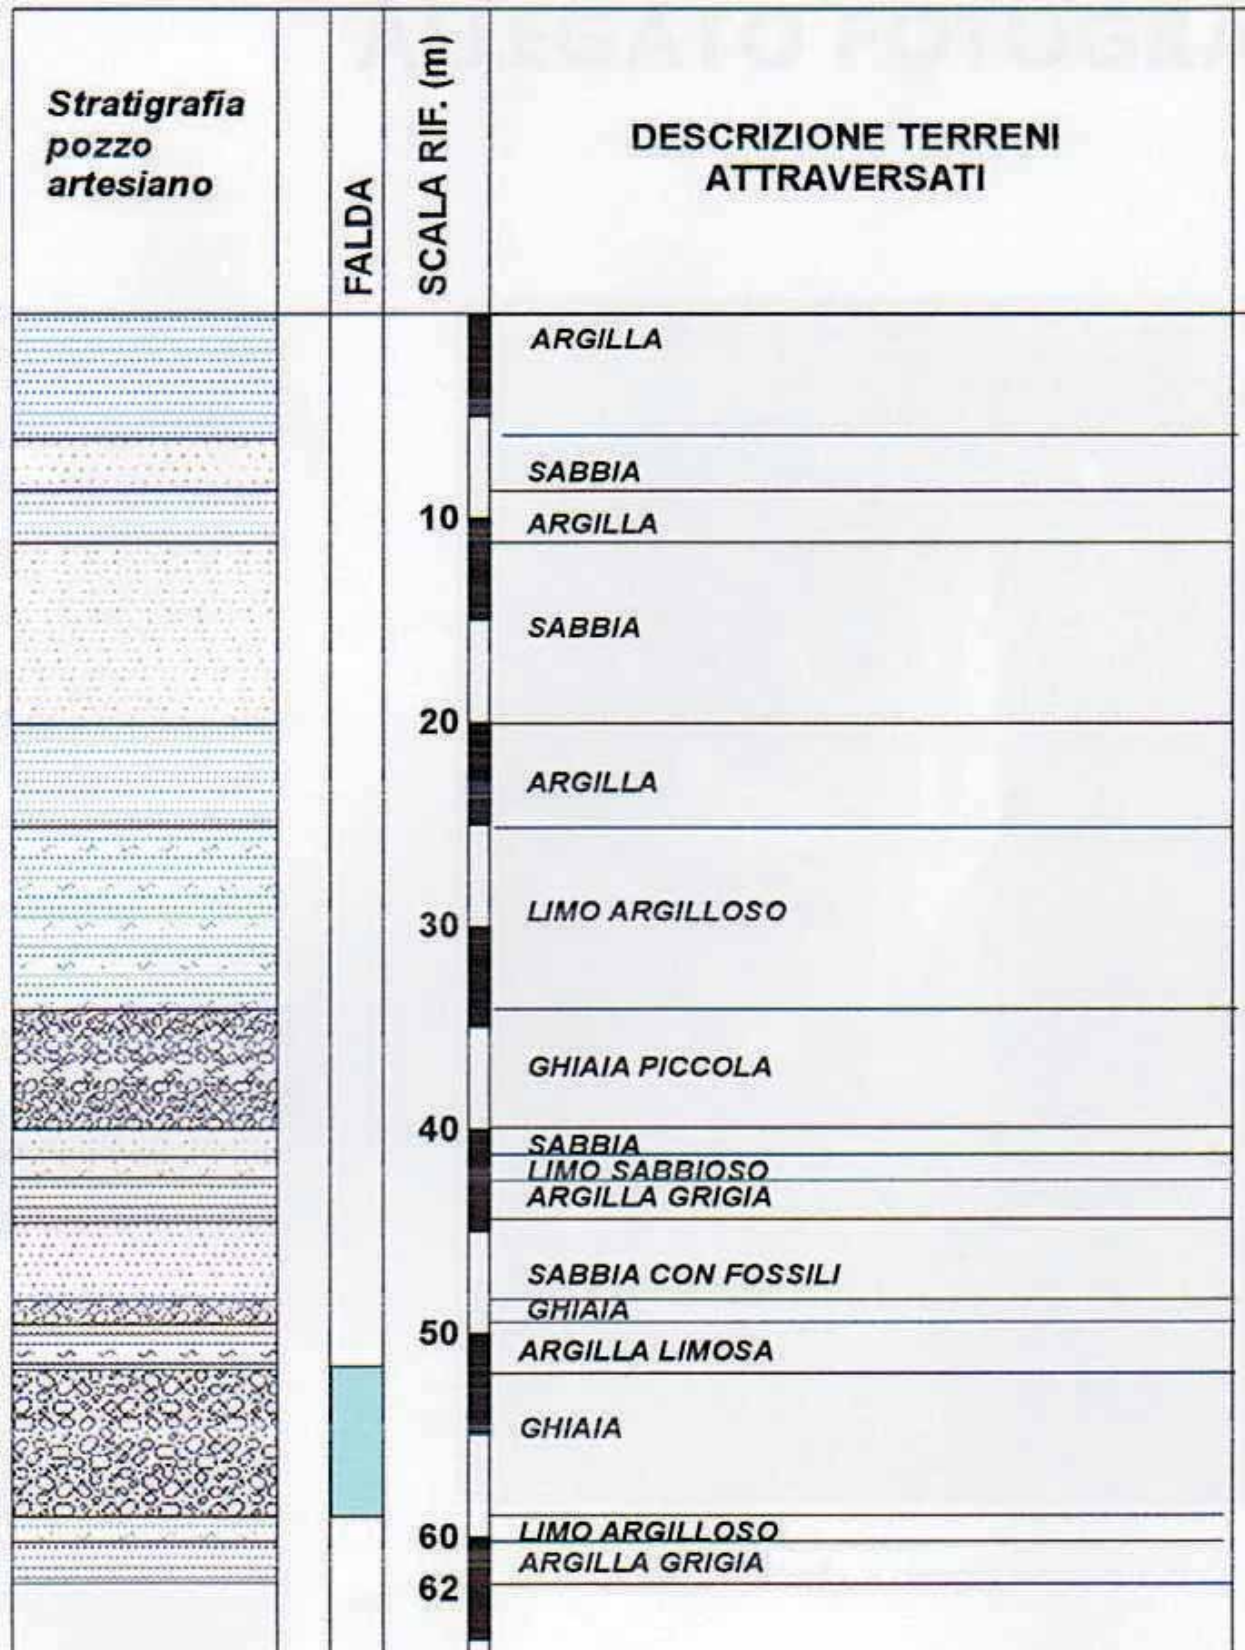 Stratigrafia
pozzo
artesiano
FALDA
SCALA RIF. (m)
DESCRIZIONE TERRENI
ATTRAVERSATI
ARGILLA
SABBIA
10
ARGILLA
SABBIA
20
ARGILLA
30
LIMO ARGILLOSO
GHIAIA PICCOLA
40
SABBIA
LIMO SABBIOSO
ARGILLA GRIGIA
SABBIA CON FOSSILI
GHIAIA
50
ARGILLA LIMOSA
GHIAIA
60
LIMO ARGILLOSO
ARGILLA GRIGIA
62